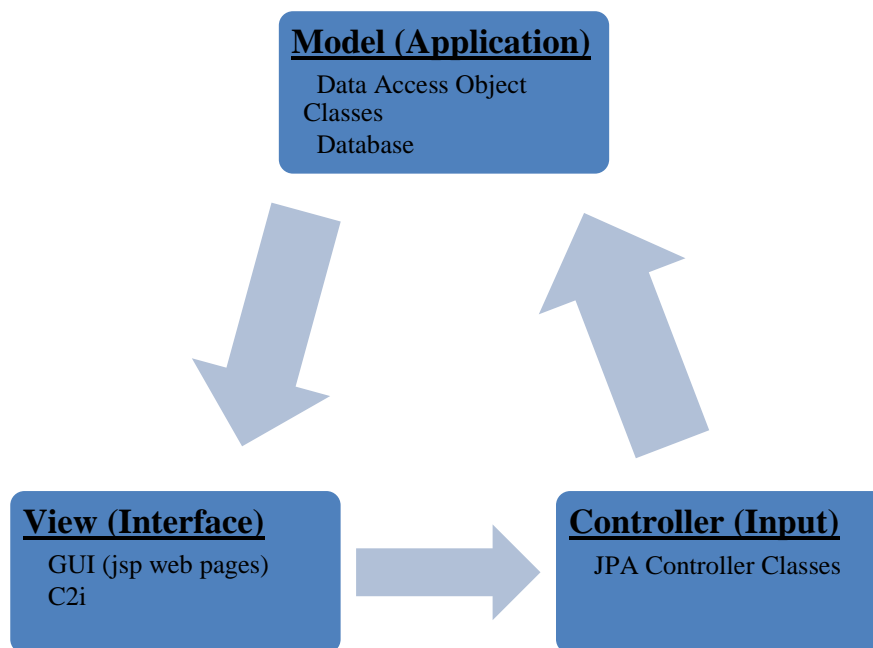 Model (Application)
Data Access Object
Classes
Database
View (Interface)
GUI (jsp web pages)
C2i
Controller (Input)
JPA Controller Classes